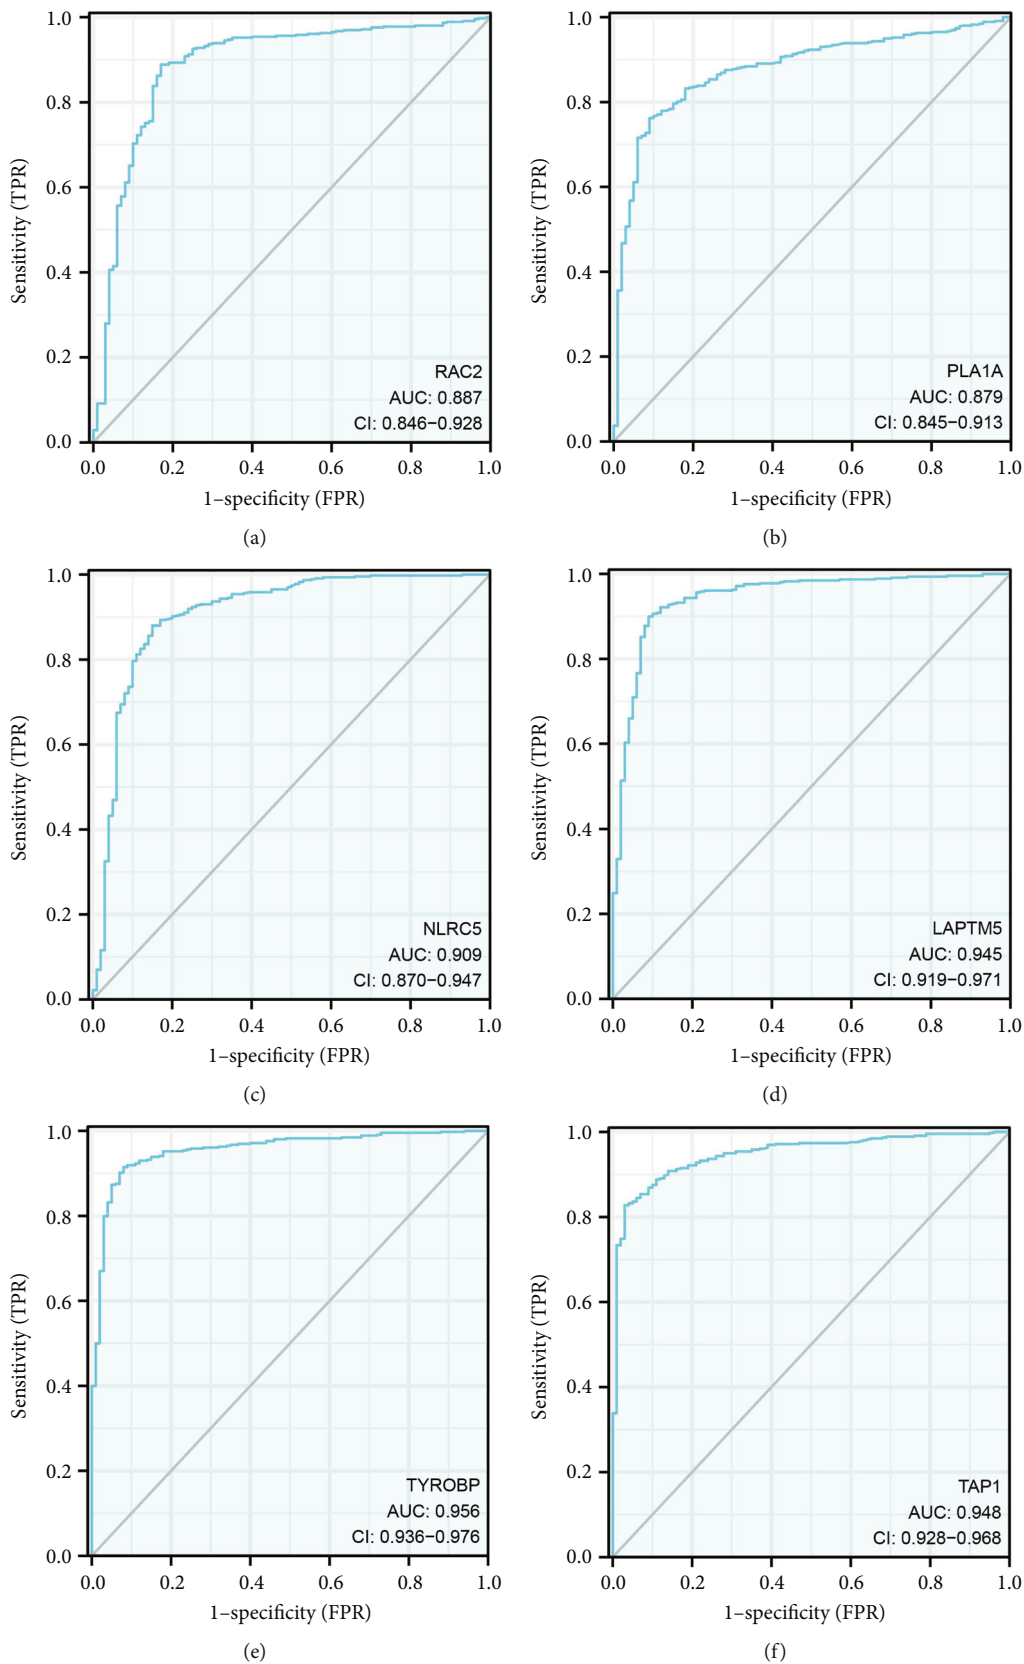 1.0
0.8
0.6
0.4
0.2
0.0
Sensitivity (TPR)
RAC2
AUC: 0.887
CI: 0.846−0.928
0.0 0.2 0.4 0.6 0.8 1.0
1−specificity (FPR)
(a)
1.0
0.8
0.6
0.4
0.2
0.0
Sensitivity (TPR)
PLA1A
AUC: 0.879
CI: 0.845−0.913
0.0 0.2 0.4 0.6 0.8 1.0
1−specificity (FPR)
(b)
1.0
0.8
0.6
0.4
0.2
0.0
Sensitivity (TPR)
NLRC5
AUC: 0.909
CI: 0.870−0.947
0.0 0.2 0.4 0.6 0.8 1.0
1−specificity (FPR)
(c)
1.0
0.8
0.6
0.4
0.2
0.0
Sensitivity (TPR)
LAPTM5
AUC: 0.945
CI: 0.919−0.971
0.0 0.2 0.4 0.6 0.8 1.0
1−specificity (FPR)
(d)
1.0
0.8
0.6
0.4
0.2
0.0
Sensitivity (TPR)
TYROBP
AUC: 0.956
CI: 0.936−0.976
0.0 0.2 0.4 0.6 0.8 1.0
1−specificity (FPR)
(e)
1.0
0.8
0.6
0.4
0.2
0.0
Sensitivity (TPR)
TAP1
AUC: 0.948
CI: 0.928−0.968
0.0 0.2 0.4 0.6 0.8 1.0
1−specificity (FPR)
(f)